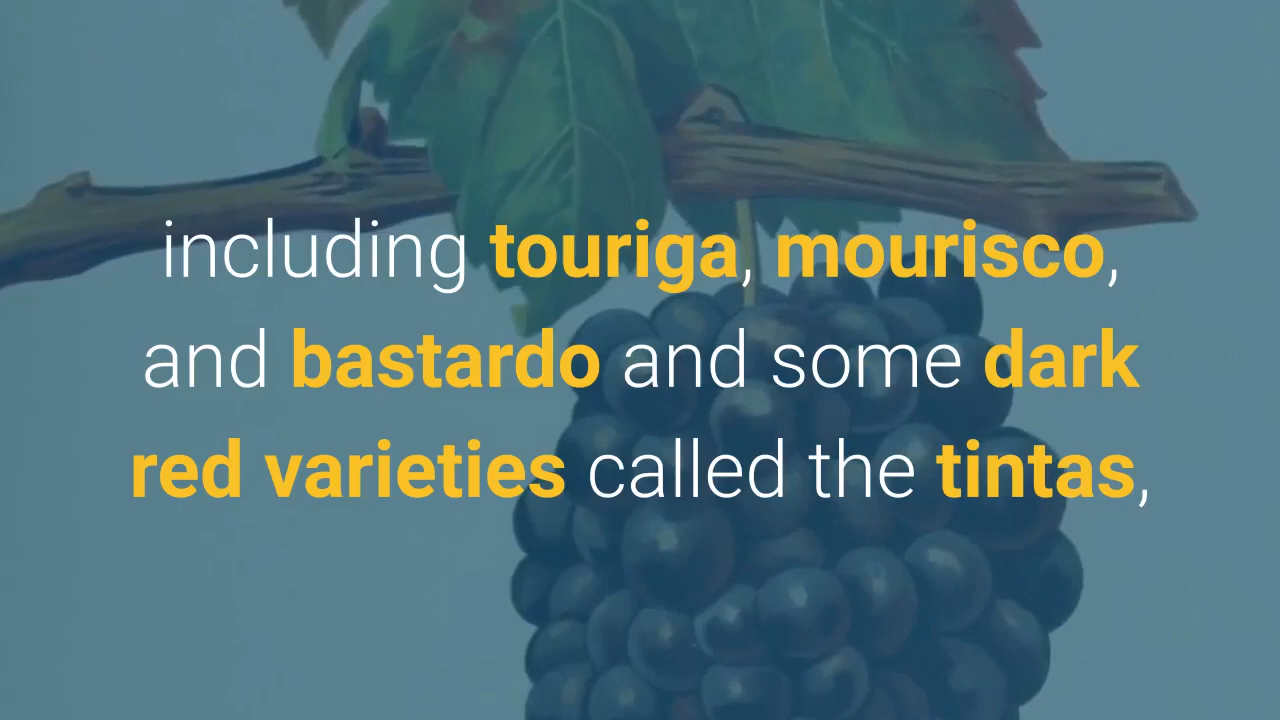 including touriga, mourisco,
and bastardo and some dark
red varieties called the tintas,